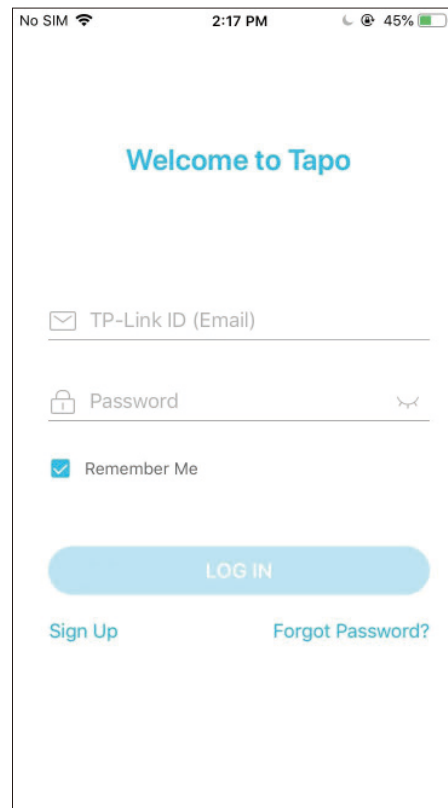 No SIM 2:17 PM 45%
Welcome to Tapo
TP-Link ID (Email)
Password
Remember Me
LOG IN
Sign Up Forgot Password?